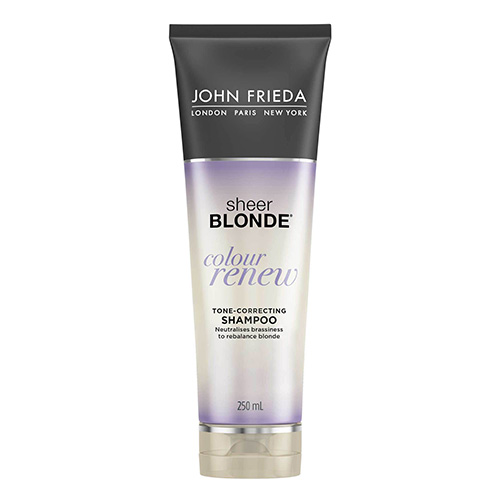 JOHN FRIEDA
LONDON PARIS NEW YORK
sheer
BLONDE®
colour
renew
TONE-CORRECTING
SHAMPOO
Neutralises brassiness
to rebalance blonde
250 mL